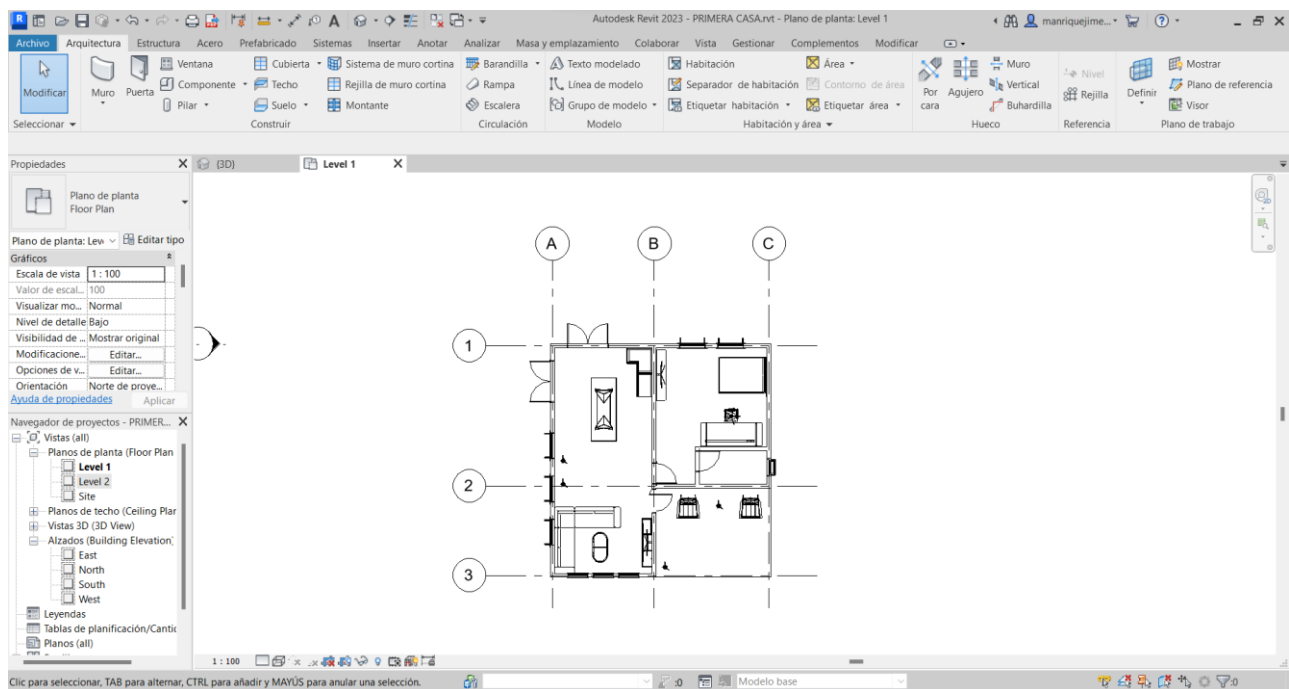 Autodesk Revit 2023 - PRIMERA CASA.rvt - Plano de planta: Level 1
manriquejime...
Archivo Arquitectura Estructura Acero Prefabricado Sistemas Insertar Anotar Analizar Masa y emplazamiento Colaborar Vista Gestionar Complementos Modificar
Modificar
Muro
Puerta
Ventana
Componente
Pilar
Cubierta
Techo
Suelo
Sistema de muro cortina
Rejilla de muro cortina
Montante
Barandilla
Rampa
Escalera
Texto modelado
Línea de modelo
Grupo de modelo
Habitación
Separador de habitación
Etiquetar habitación
Área
Contorno de área
Etiquetar área
Por cara
Agujero
Muro
Vertical
Buhardilla
Nivel
Rejilla
Definir
Mostrar
Plano de referencia
Visor
Seleccionar Construir Circulación Modelo Habitación y área Hueco Referencia Plano de trabajo
Propiedades
{3D}
Level 1
Plano de planta
Floor Plan
Plano de planta: Lev
Editar tipo
Gráficos
Escala de vista 1 : 100
Valor de escal... 100
Visualizar mo... Normal
Nivel de detalle Bajo
Visibilidad de ... Mostrar original
Modificacione... Editar...
Opciones de v... Editar...
Orientación Norte de proye...
Ayuda de propiedades Aplicar
Navegador de proyectos - PRIMER...
Vistas (all)
Planos de planta (Floor Plan
Level 1
Level 2
Site
Planos de techo (Ceiling Plar
Vistas 3D (3D View)
Alzados (Building Elevation)
East
North
South
West
Leyendas
Tablas de planificación/Cantic
Planos (all)
A B C
1
2
3
1 : 100
Clic para seleccionar, TAB para alternar, CTRL para añadir y MAYÚS para anular una selección.
:0
Modelo base
:0